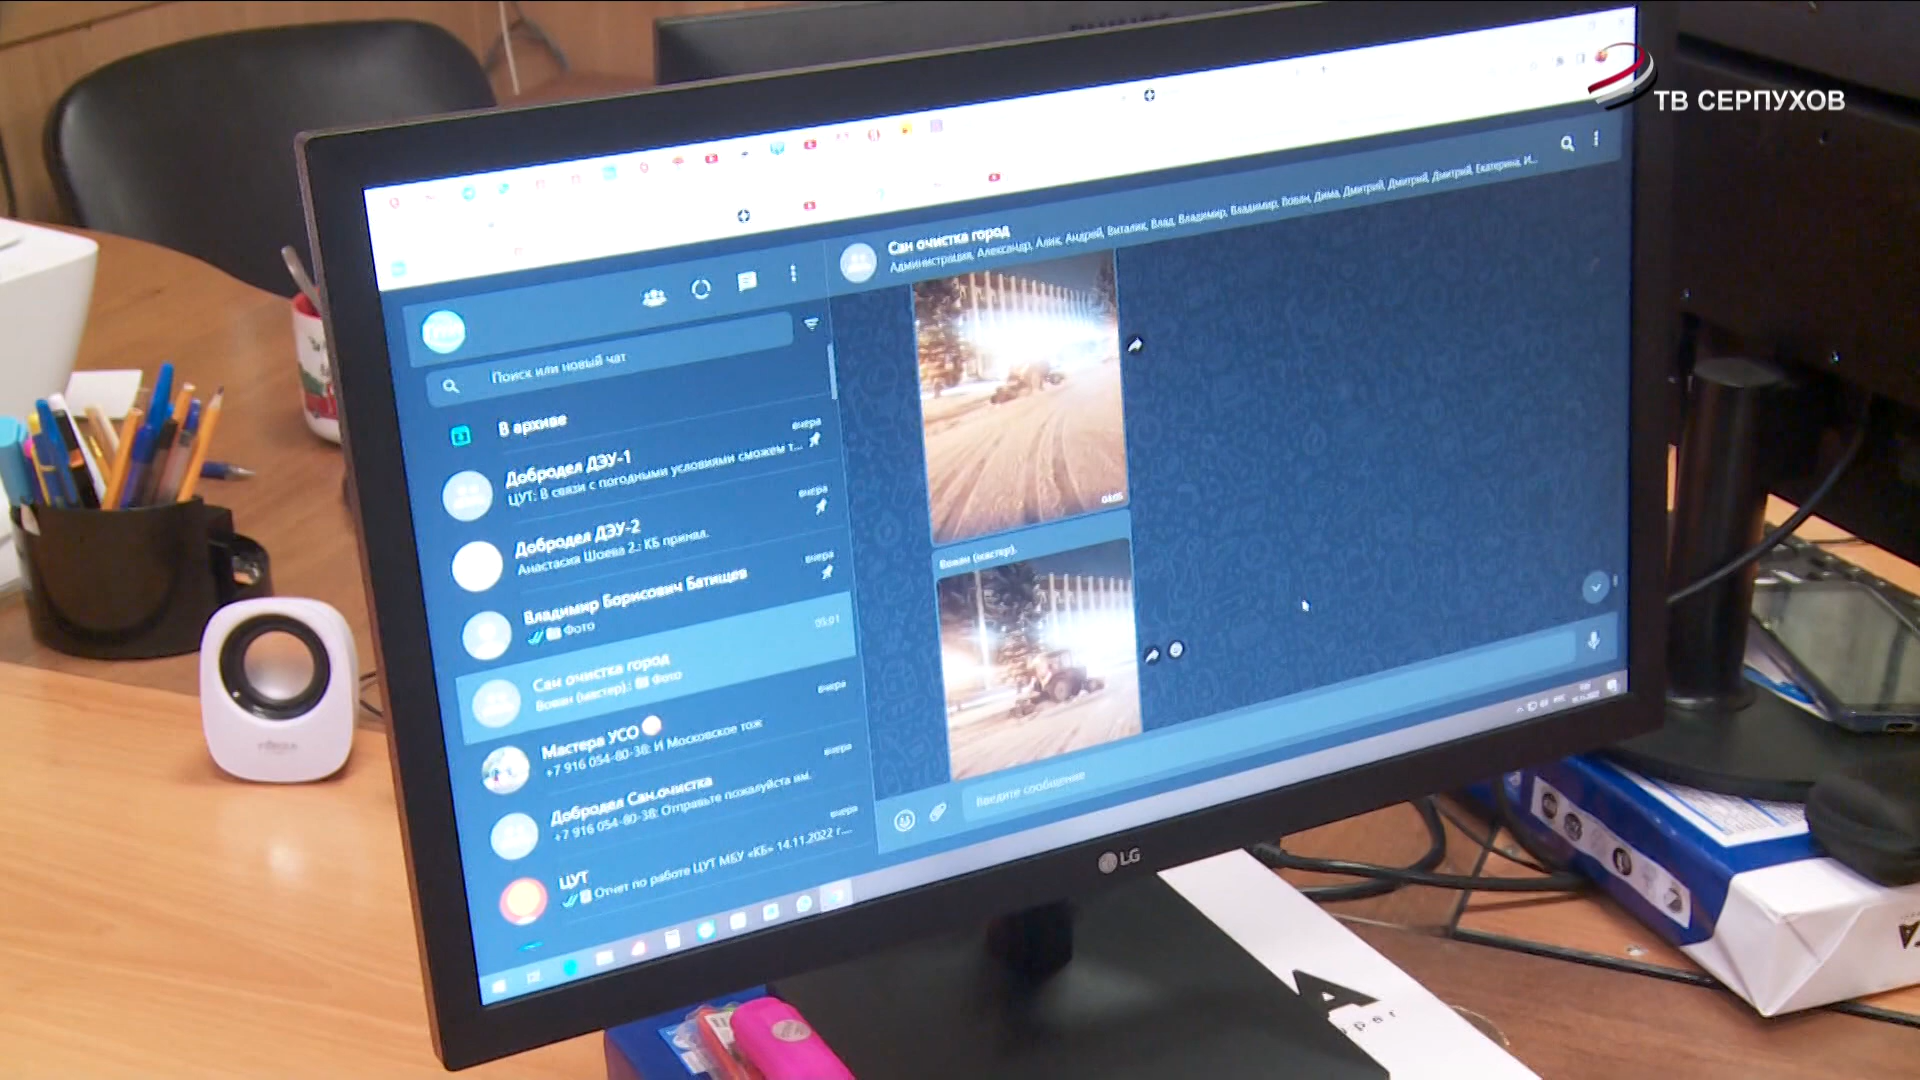 ТВ СЕРПУХОВ
Сан очистка город
Администрация, Александр, Алик, Андрей, Виталик, Влад, Владимир, Владимир, Вован, Дима, Дмитрий, Дмитрий, Дмитрий, Екатерина, И...
Поиск или новый чат
В архиве
Добродел ДЭУ-1
вчера
ЦУТ: В связи с погодными условиями сможем т...
Добродел ДЭУ-2
вчера
Анастасия Шоева 2.: КБ принял.
Владимир Борисович Батищев
вчера
Фото
Сан очистка город
05:01
Вован (мастер).: Фото
Мастера УСО
вчера
+7 916 054-80-38: И Московское тож
Добродел Сан.очистка
вчера
+7 916 054-80-38: Отправьте пожалуйста им.
ЦУТ
вчера
Отчет по работе ЦУТ МБУ «КБ» 14.11.2022 г....
Вован (мастер).
Введите сообщение
LG